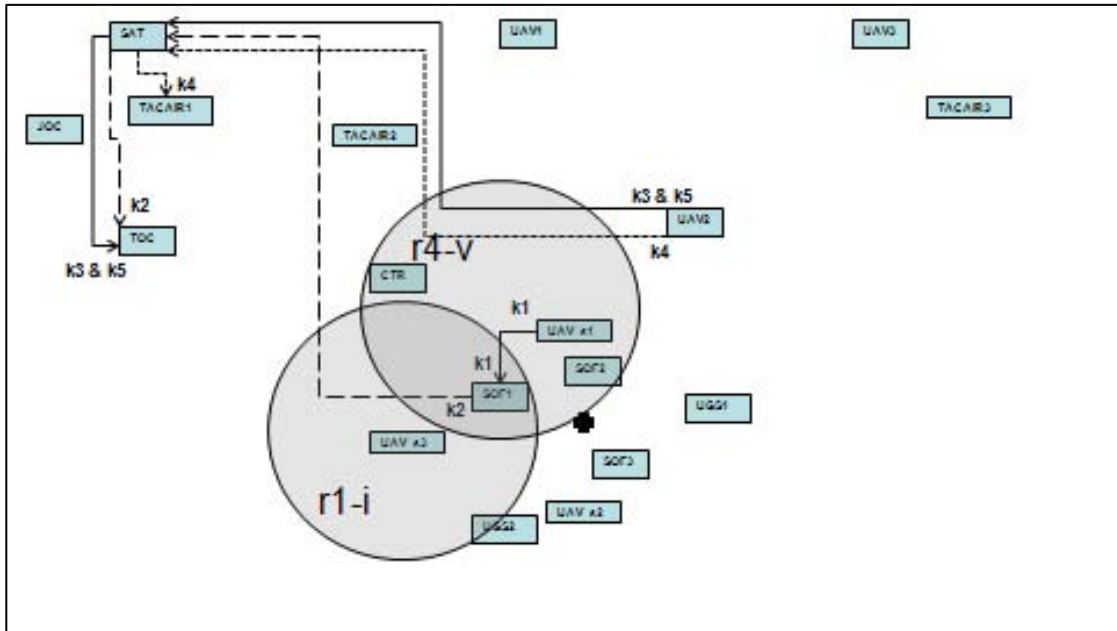 SAT
UAV1
UAV3
k4
TACAIR1
TACAIR3
JOC
TACAIR2
k3 & k5
k2
UAV2
TOC
r4-v
k4
k3 & k5
CTR
k1
UAV a1
k1
SOF2
SOF1
k2
UGS1
UAV a3
SOF3
r1-i
UAV a2
UGS2